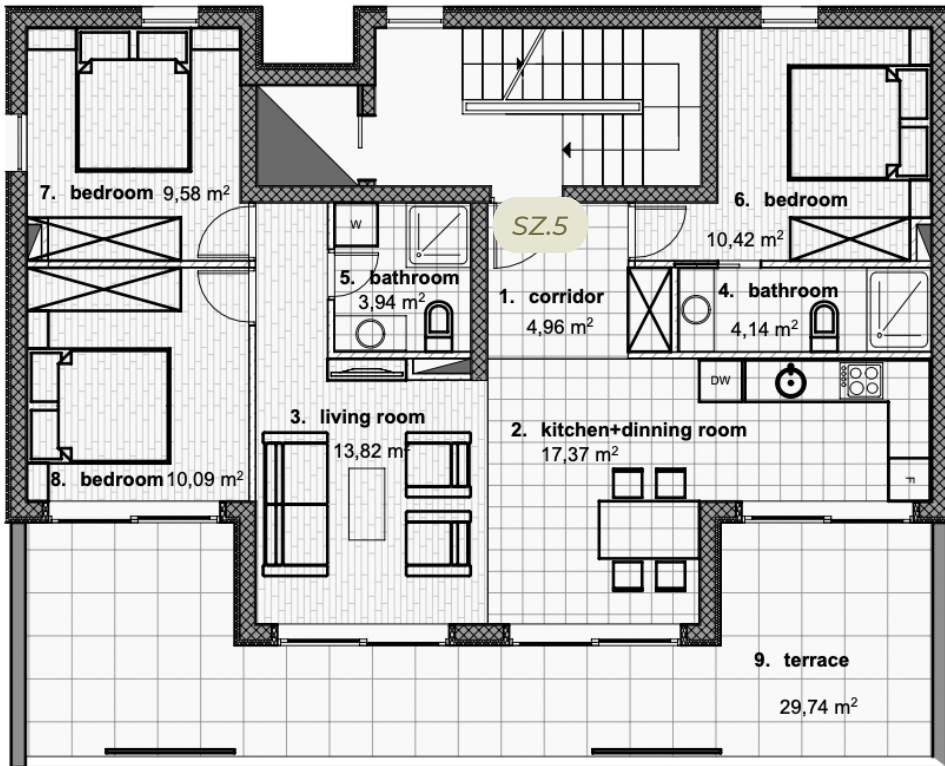 7. bedroom 9,58 m²
6. bedroom
10,42 m²
SZ.5
W
5. bathroom
3,94 m²
1. corridor
4,96 m²
4. bathroom
4,14 m²
DW
3. living room
13,82 m²
2. kitchen+dinning room
17,37 m²
8. bedroom 10,09 m²
F
9. terrace
29,74 m²